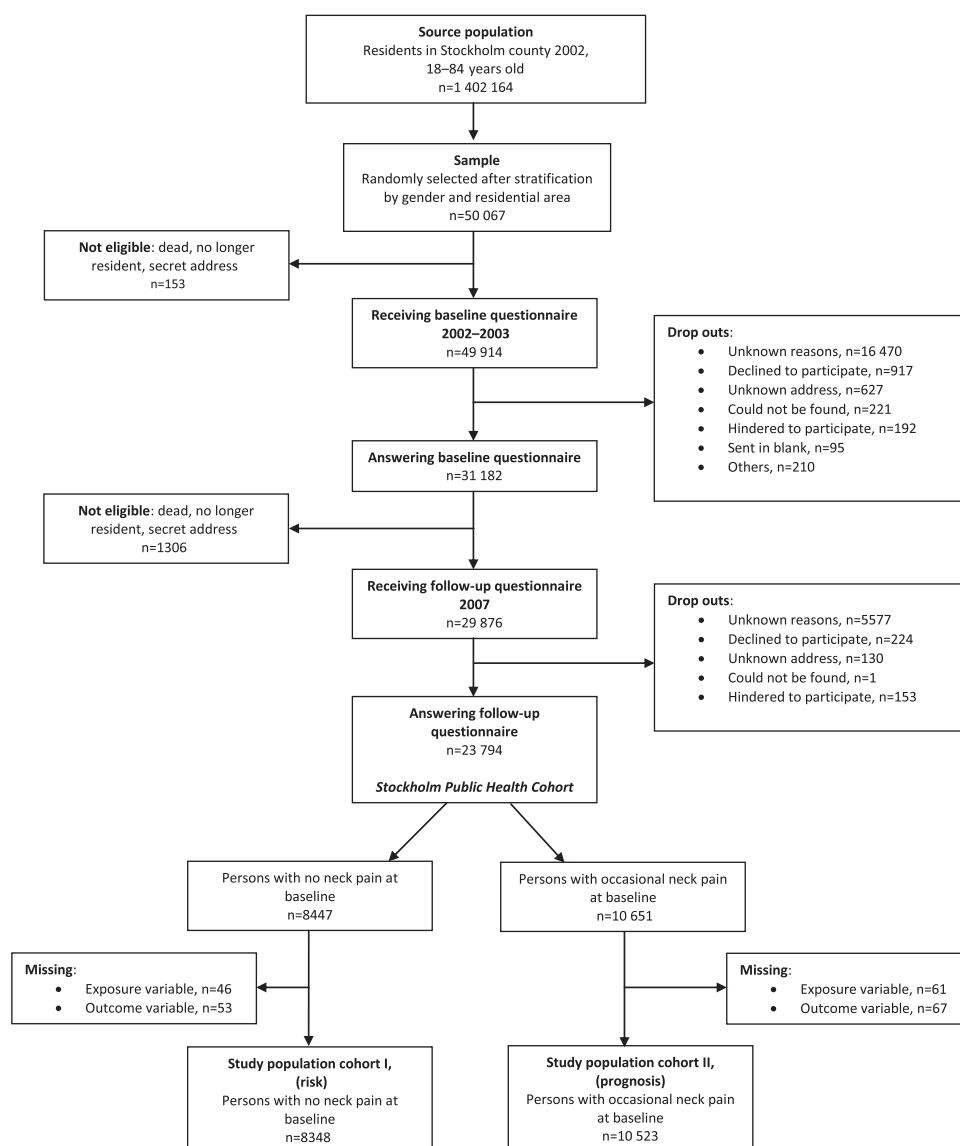 Source population
Residents in Stockholm county 2002,
18–84 years old
n=1 402 164
Sample
Randomly selected after stratification
by gender and residential area
n=50 067
Not eligible: dead, no longer
resident, secret address
n=153
Receiving baseline questionnaire
2002–2003
n=49 914
Drop outs:
• Unknown reasons, n=16 470
• Declined to participate, n=917
• Unknown address, n=627
• Could not be found, n=221
• Hindered to participate, n=192
• Sent in blank, n=95
• Others, n=210
Answering baseline questionnaire
n=31 182
Not eligible: dead, no longer
resident, secret address
n=1306
Receiving follow-up questionnaire
2007
n=29 876
Drop outs:
• Unknown reasons, n=5577
• Declined to participate, n=224
• Unknown address, n=130
• Could not be found, n=1
• Hindered to participate, n=153
Answering follow-up
questionnaire
n=23 794
Stockholm Public Health Cohort
Persons with no neck pain at
baseline
n=8447
Persons with occasional neck pain
at baseline
n=10 651
Missing:
• Exposure variable, n=46
• Outcome variable, n=53
Missing:
• Exposure variable, n=61
• Outcome variable, n=67
Study population cohort I,
(risk)
Persons with no neck pain at
baseline
n=8348
Study population cohort II,
(prognosis)
Persons with occasional neck pain
at baseline
n=10 523